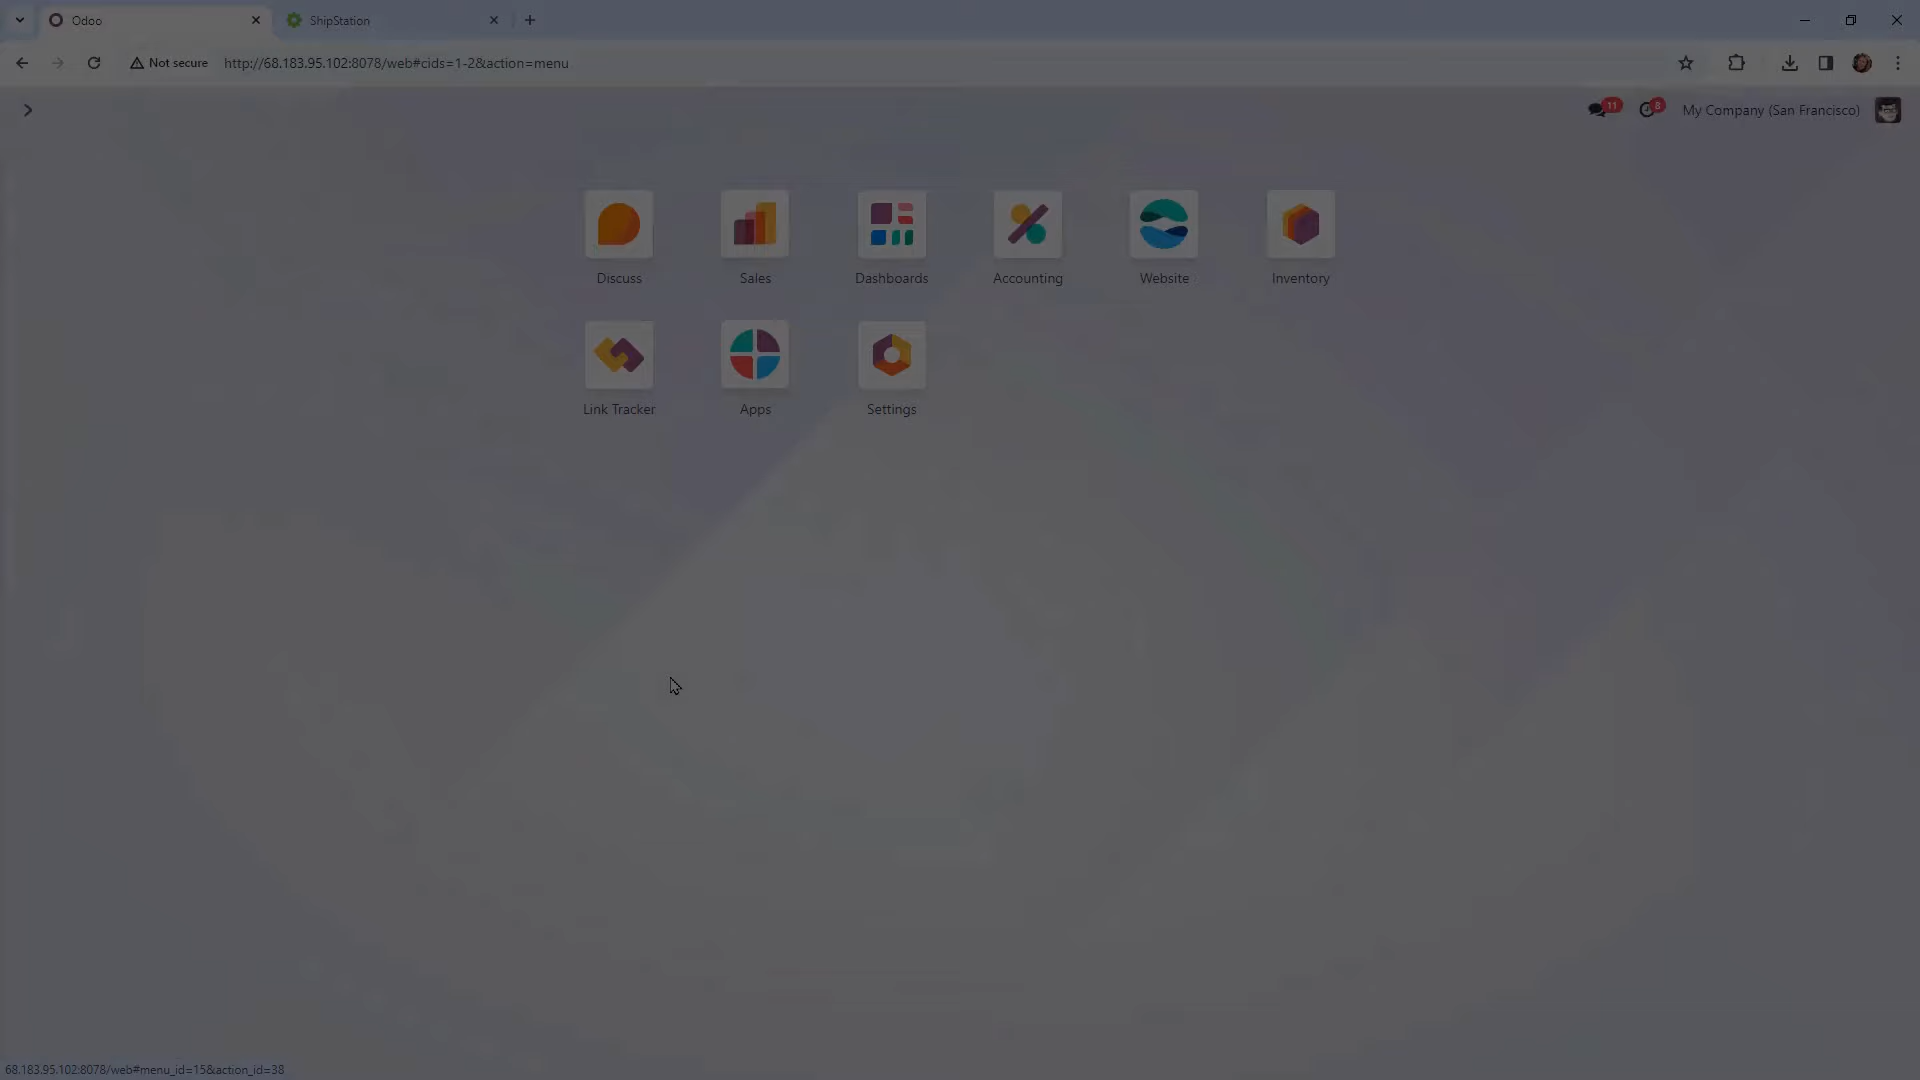 Odoo
ShipStation
Not secure
http://68.183.95.102:8078/web#cids=1-2&action=menu
11
8
My Company (San Francisco)
Discuss
Sales
Dashboards
Accounting
Website
Inventory
Link Tracker
Apps
Settings
68.183.95.102:8078/web#menu_id=15&action_id=38